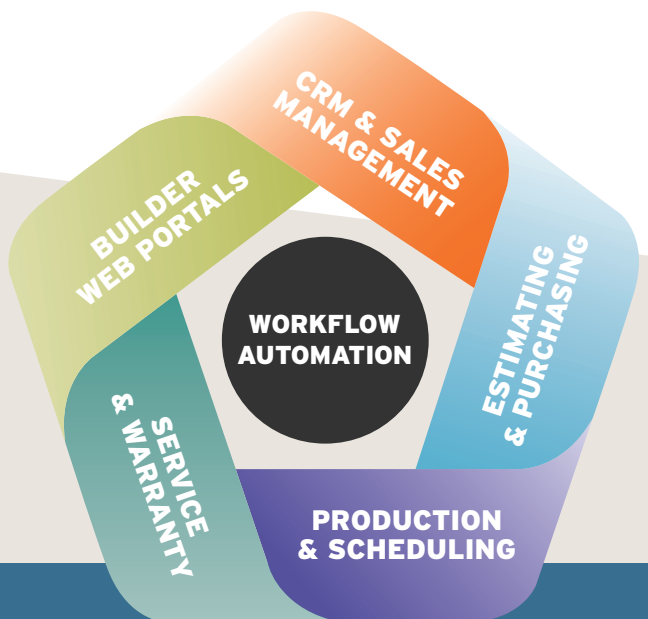 CRM & SALES
MANAGEMENT
BUILDER
WEB PORTALS
WORKFLOW
AUTOMATION
ESTIMATING
& PURCHASING
SERVICE
& WARRANTY
PRODUCTION
& SCHEDULING